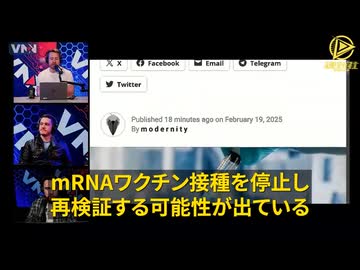 VNN
X
Facebook
Email
Telegram
Twitter
Published 18 minutes ago on February 19, 2025
By modernity
mRNAワクチン接種を停止し
再検証する可能性が出ている